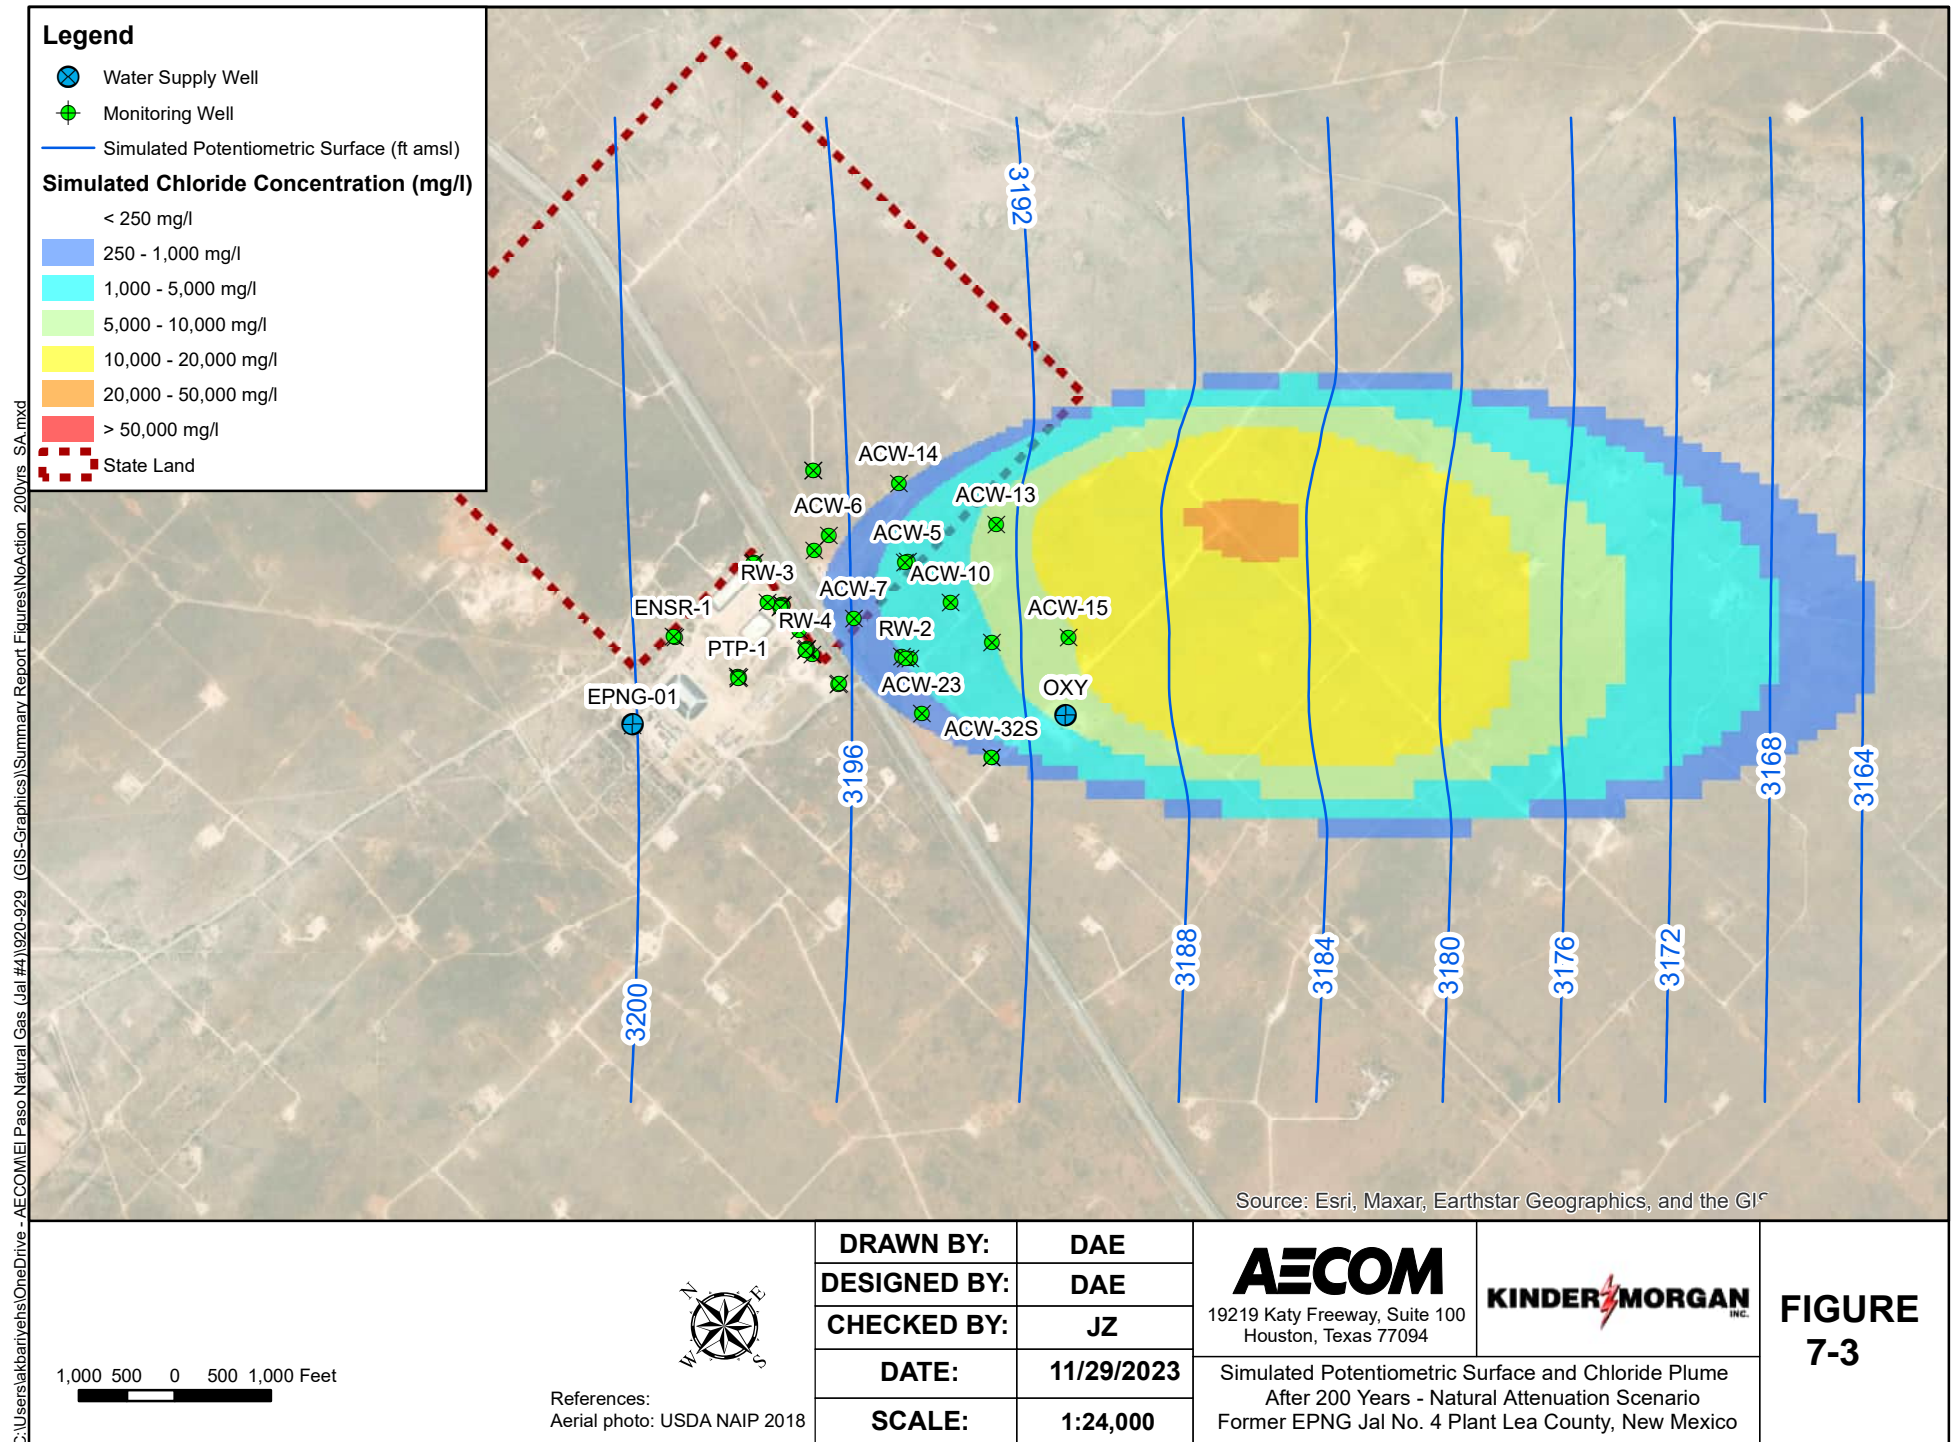 Legend
Water Supply Well
Monitoring Well
Simulated Potentiometric Surface (ft amsl)
Simulated Chloride Concentration (mg/l)
< 250 mg/l
250 - 1,000 mg/l
1,000 - 5,000 mg/l
5,000 - 10,000 mg/l
10,000 - 20,000 mg/l
20,000 - 50,000 mg/l
> 50,000 mg/l
State Land
3192
ACW-14
ACW-13
ACW-6
ACW-5
RW-3
ACW-10
ACW-7
ENSR-1
RW-4
ACW-15
RW-2
PTP-1
ACW-23
OXY
EPNG-01
ACW-32S
3196
3168
3164
3188
3184
3180
3176
3172
3200
Source: Esri, Maxar, Earthstar Geographics, and the GIS
C:\Users\akbariyehs\OneDrive - AECOM\El Paso Natural Gas (Jal #4)\920-929 (GIS-Graphics)\Summary Report Figures\NoAction_200yrs_SA.mxd
1,000 500 0 500 1,000 Feet
N
E
W
S
References:
Aerial photo: USDA NAIP 2018
DRAWN BY: DAE
DESIGNED BY: DAE
CHECKED BY: JZ
DATE: 11/29/2023
SCALE: 1:24,000
AECOM
19219 Katy Freeway, Suite 100
Houston, Texas 77094
KINDER MORGAN
INC.
Simulated Potentiometric Surface and Chloride Plume
After 200 Years - Natural Attenuation Scenario
Former EPNG Jal No. 4 Plant Lea County, New Mexico
FIGURE
7-3